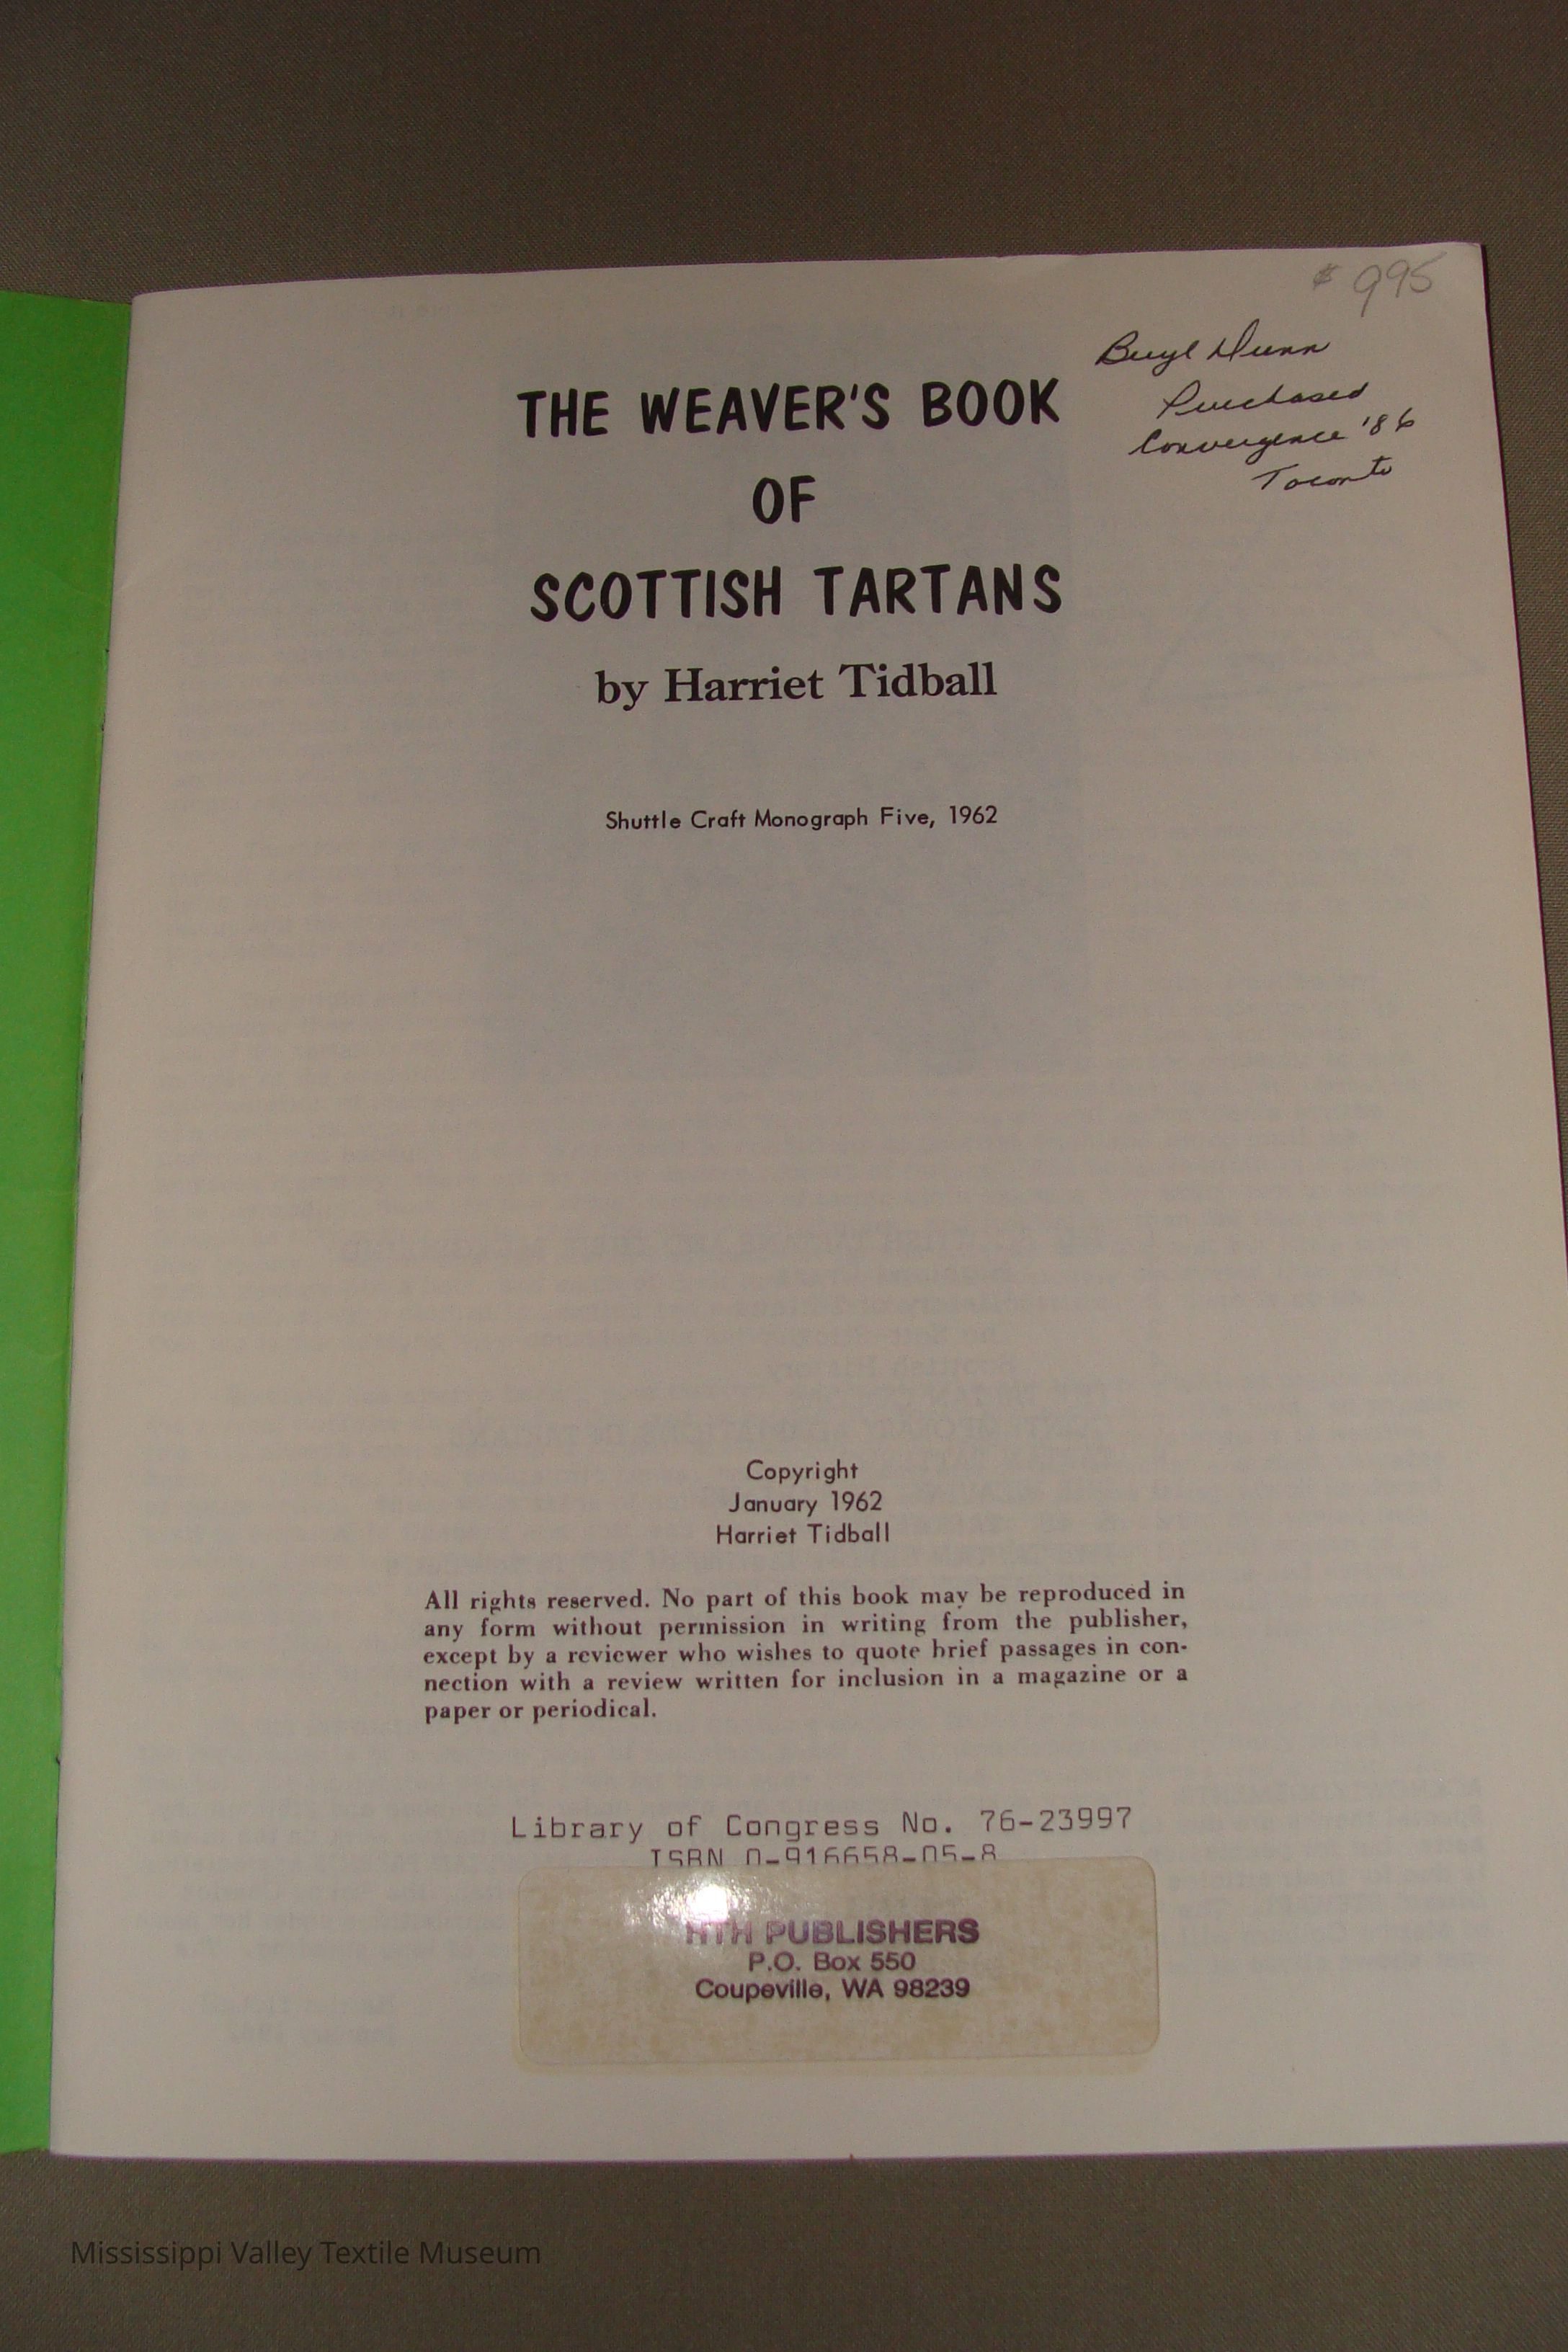 $ 995
Beryl Dunn
Purchased
Convergence '86
Toronto
THE WEAVER'S BOOK
OF
SCOTTISH TARTANS
by Harriet Tidball
Shuttle Craft Monograph Five, 1962
Copyright
January 1962
Harriet Tidball
All rights reserved. No part of this book may be reproduced in
any form without permission in writing from the publisher,
except by a reviewer who wishes to quote brief passages in con-
nection with a review written for inclusion in a magazine or a
paper or periodical.
Library of Congress No. 76-23997
ISBN 0-916658-05-8
HTH PUBLISHERS
P.O. Box 550
Coupeville, WA 98239
Mississippi Valley Textile Museum